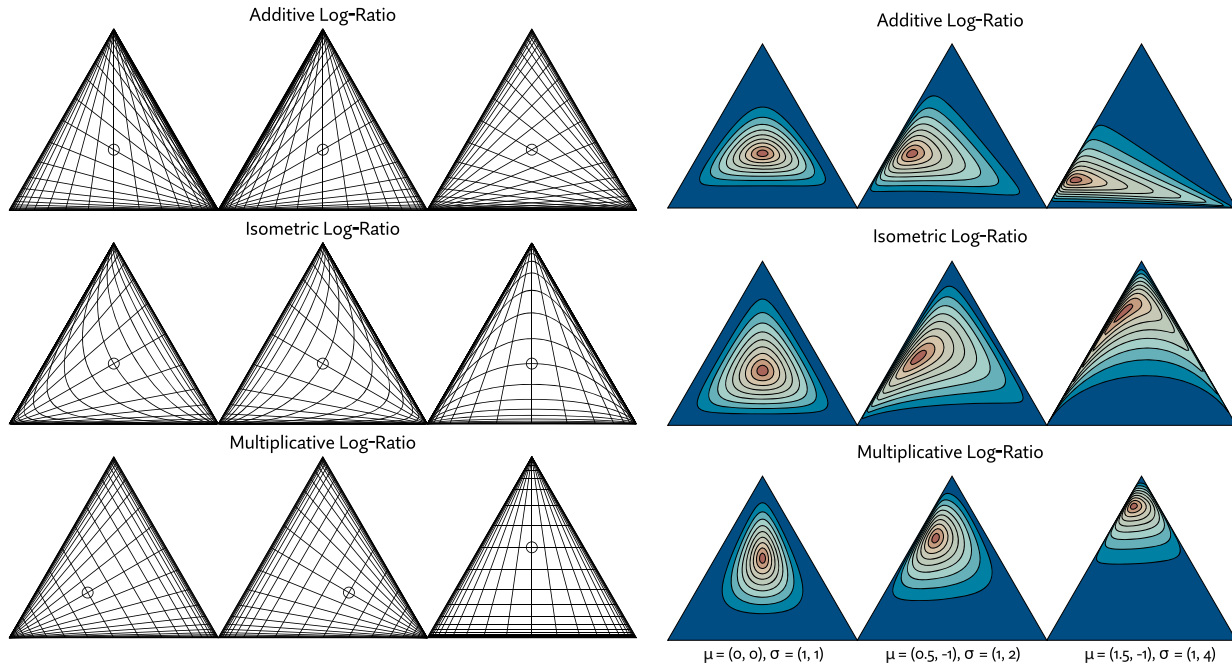 Additive Log-Ratio
Isometric Log-Ratio
Multiplicative Log-Ratio
Additive Log-Ratio
Isometric Log-Ratio
Multiplicative Log-Ratio
μ = (0, 0), σ = (1, 1)
μ = (0.5, -1), σ = (1, 2)
μ = (1.5, -1), σ = (1, 4)